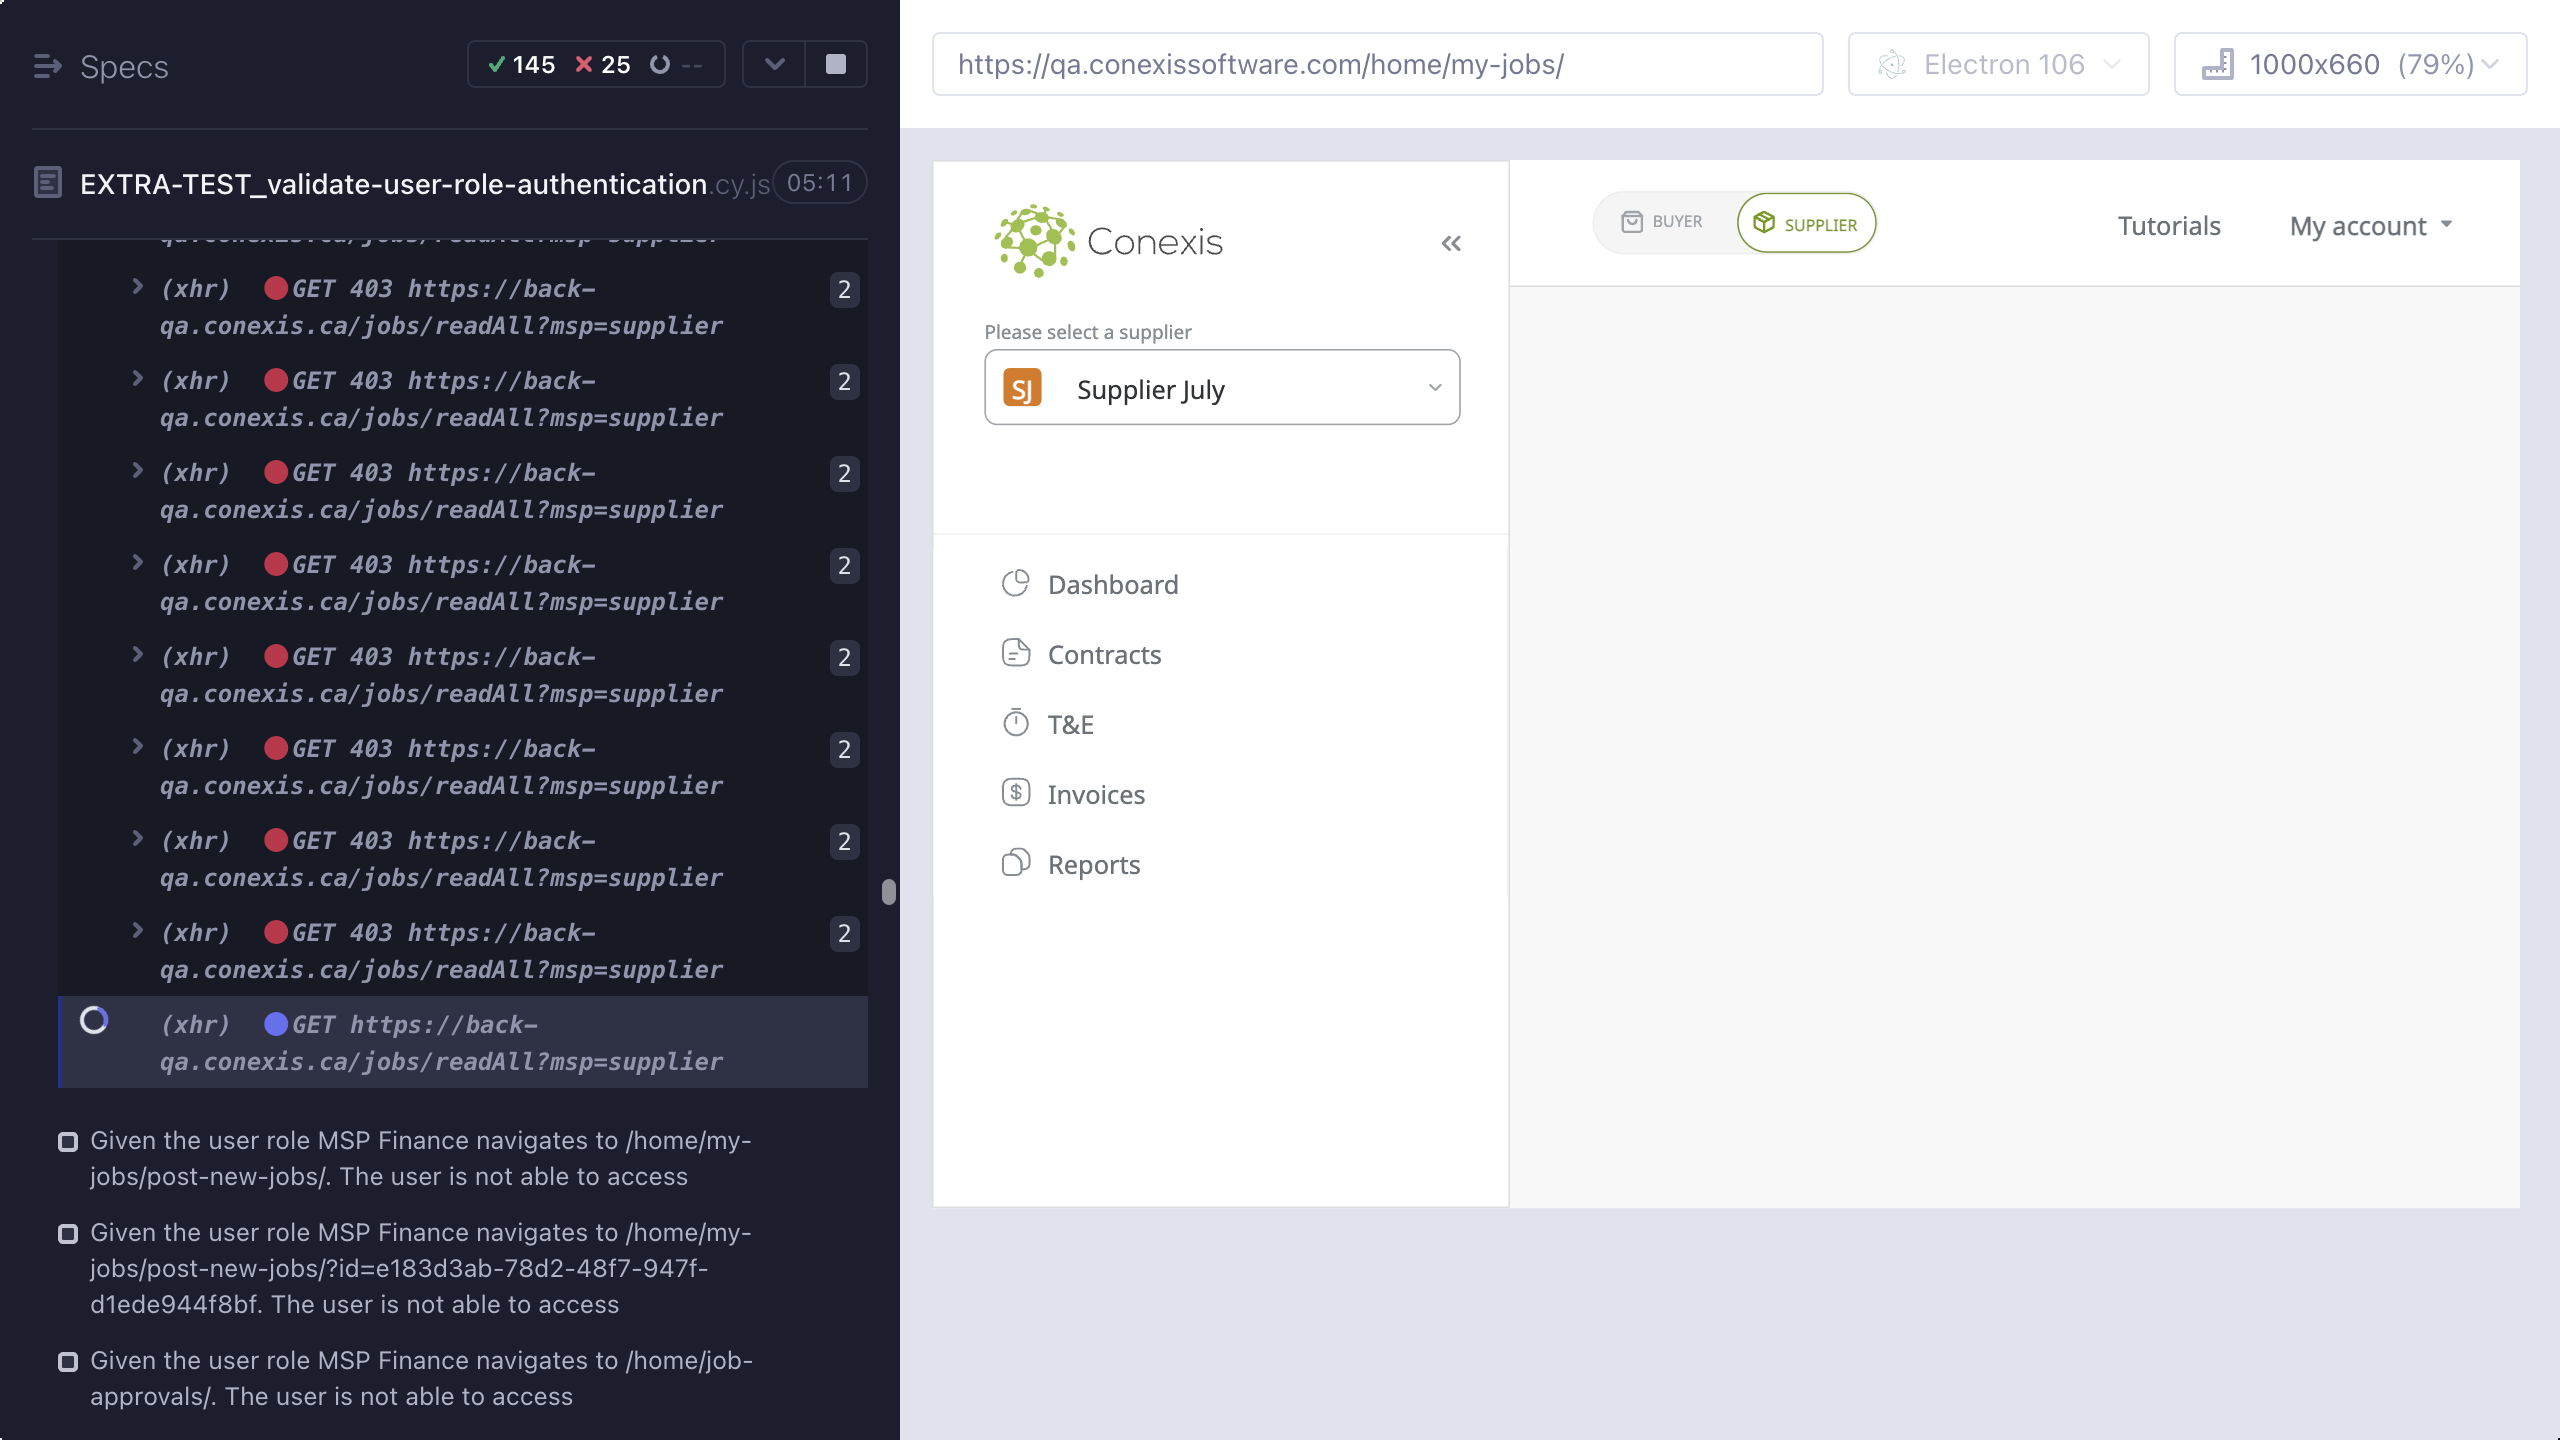 Specs
145 25 --
EXTRA-TEST_validate-user-role-authentication.cy.js 05:11
qa.conexis.ca/jobs/readAll?msp=supplier
(xhr) GET 403 https://back-
qa.conexis.ca/jobs/readAll?msp=supplier
2
(xhr) GET 403 https://back-
qa.conexis.ca/jobs/readAll?msp=supplier
2
(xhr) GET 403 https://back-
qa.conexis.ca/jobs/readAll?msp=supplier
2
(xhr) GET 403 https://back-
qa.conexis.ca/jobs/readAll?msp=supplier
2
(xhr) GET 403 https://back-
qa.conexis.ca/jobs/readAll?msp=supplier
2
(xhr) GET 403 https://back-
qa.conexis.ca/jobs/readAll?msp=supplier
2
(xhr) GET 403 https://back-
qa.conexis.ca/jobs/readAll?msp=supplier
2
(xhr) GET 403 https://back-
qa.conexis.ca/jobs/readAll?msp=supplier
2
(xhr) GET https://back-
qa.conexis.ca/jobs/readAll?msp=supplier
Given the user role MSP Finance navigates to /home/my-
jobs/post-new-jobs/. The user is not able to access
Given the user role MSP Finance navigates to /home/my-
jobs/post-new-jobs/?id=e183d3ab-78d2-48f7-947f-
d1ede944f8bf. The user is not able to access
Given the user role MSP Finance navigates to /home/job-
approvals/. The user is not able to access
https://qa.conexissoftware.com/home/my-jobs/
Electron 106
1000x660 (79%)
Conexis
BUYER
SUPPLIER
Tutorials
My account
Please select a supplier
SJ Supplier July
Dashboard
Contracts
T&E
Invoices
Reports